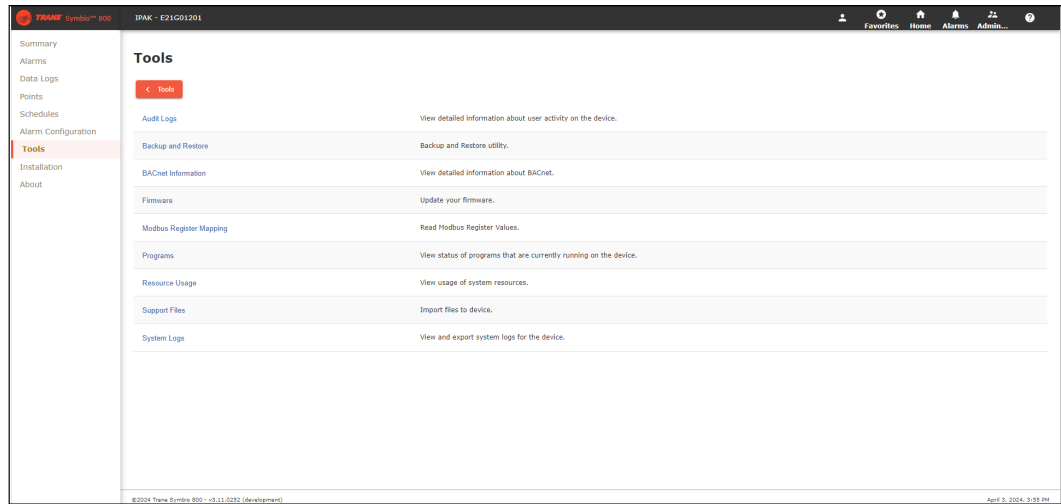 TRANE Symbio™ 800
IPAK - E21G01201
Favorites Home Alarms Admin...
Summary
Alarms
Data Logs
Points
Schedules
Alarm Configuration
Tools
Installation
About
Tools
< Tools
Audit Logs View detailed information about user activity on the device.
Backup and Restore Backup and Restore utility.
BACnet Information View detailed information about BACnet.
Firmware Update your firmware.
Modbus Register Mapping Read Modbus Register Values.
Programs View status of programs that are currently running on the device.
Resource Usage View usage of system resources.
Support Files Import files to device.
System Logs View and export system logs for the device.
©2024 Trane Symbio 800 - v3.11.0252 (development) April 3, 2024, 3:55 PM